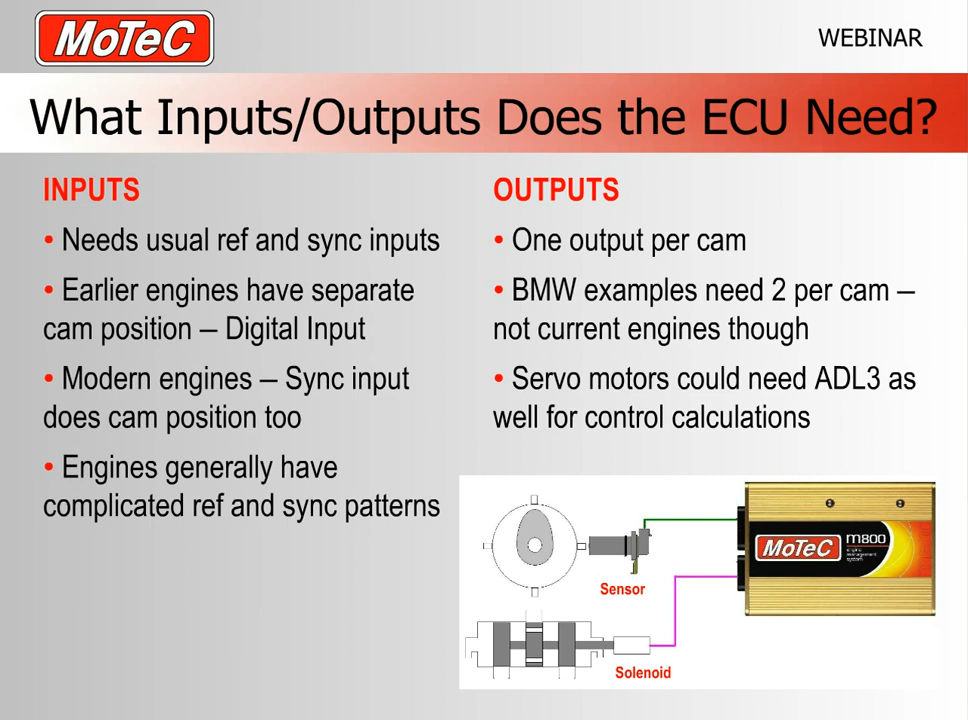 MoTeC
WEBINAR
What Inputs/Outputs Does the ECU Need?
INPUTS
• Needs usual ref and sync inputs
• Earlier engines have separate
cam position – Digital Input
• Modern engines – Sync input
does cam position too
• Engines generally have
complicated ref and sync patterns
OUTPUTS
• One output per cam
• BMW examples need 2 per cam –
not current engines though
• Servo motors could need ADL3 as
well for control calculations
Sensor
Solenoid
MoTeC
m800
engine
management
system